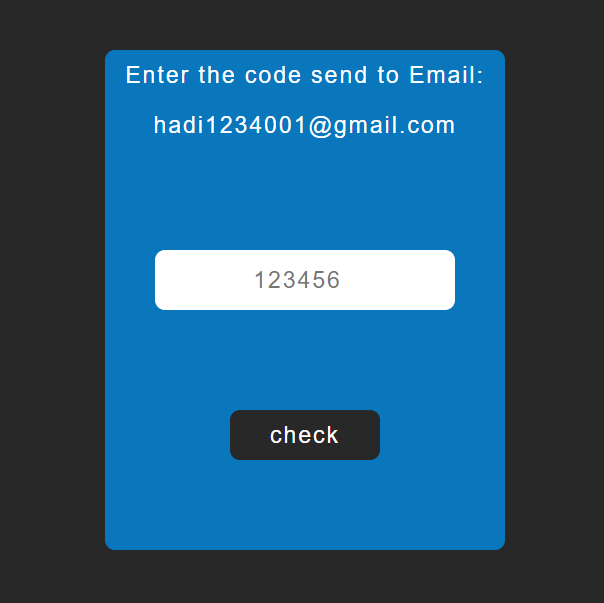 Enter the code send to Email:
hadi1234001@gmail.com
123456
check